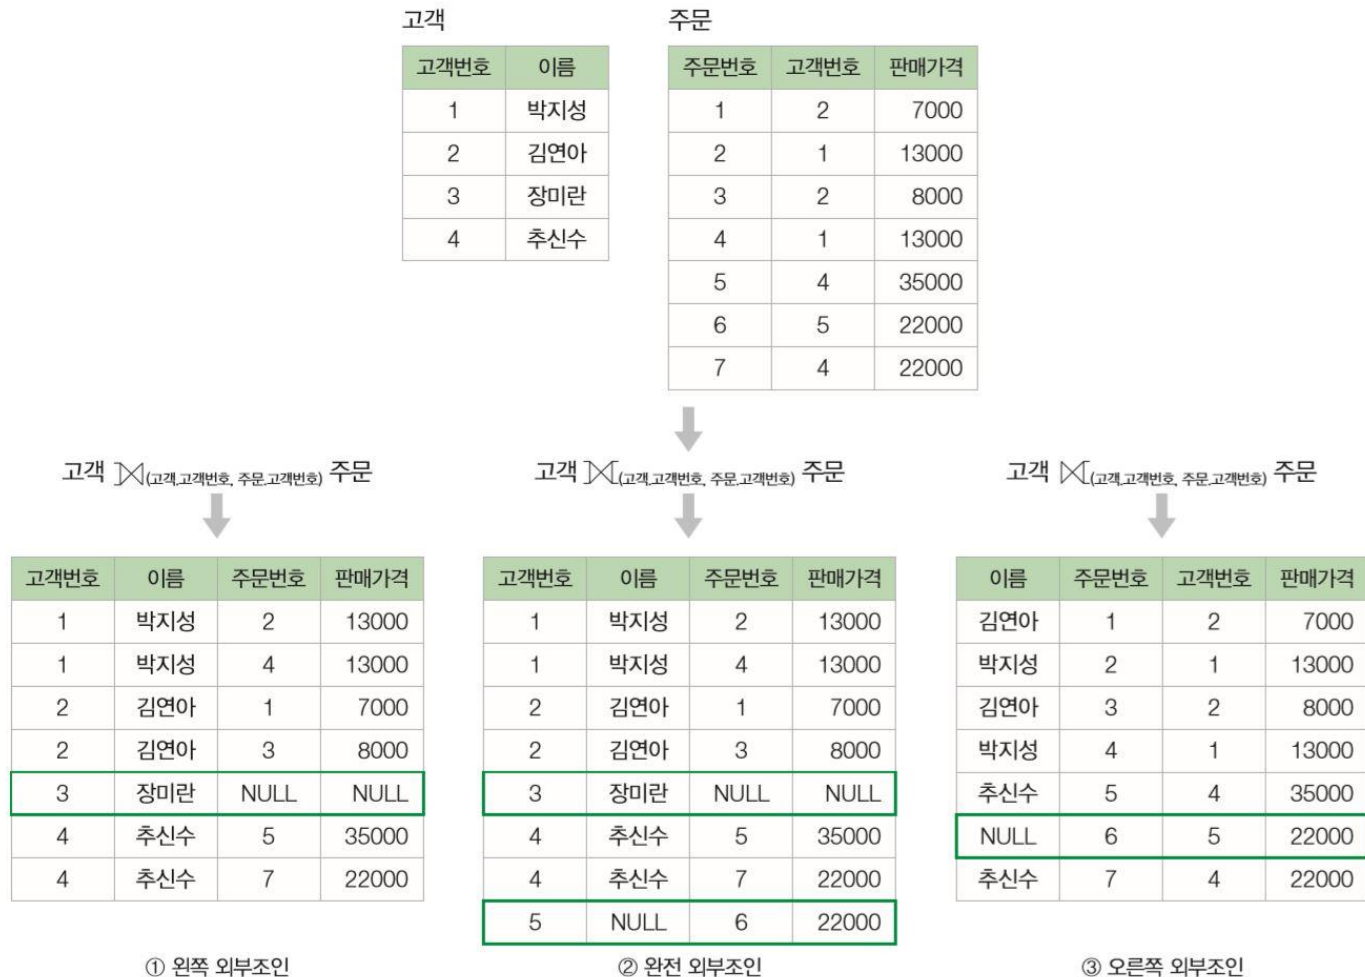 고객
고객번호 이름
1 박지성
2 김연아
3 장미란
4 추신수
주문
주문번호 고객번호 판매가격
1 2 7000
2 1 13000
3 2 8000
4 1 13000
5 4 35000
6 5 22000
7 4 22000
고객 ⟕(고객.고객번호, 주문.고객번호) 주문
고객 ⟗(고객.고객번호, 주문.고객번호) 주문
고객 ⟖(고객.고객번호, 주문.고객번호) 주문
고객번호 이름 주문번호 판매가격
1 박지성 2 13000
1 박지성 4 13000
2 김연아 1 7000
2 김연아 3 8000
3 장미란 NULL NULL
4 추신수 5 35000
4 추신수 7 22000
① 왼쪽 외부조인
고객번호 이름 주문번호 판매가격
1 박지성 2 13000
1 박지성 4 13000
2 김연아 1 7000
2 김연아 3 8000
3 장미란 NULL NULL
4 추신수 5 35000
4 추신수 7 22000
5 NULL 6 22000
② 완전 외부조인
이름 주문번호 고객번호 판매가격
김연아 1 2 7000
박지성 2 1 13000
김연아 3 2 8000
박지성 4 1 13000
추신수 5 4 35000
NULL 6 5 22000
추신수 7 4 22000
③ 오른쪽 외부조인